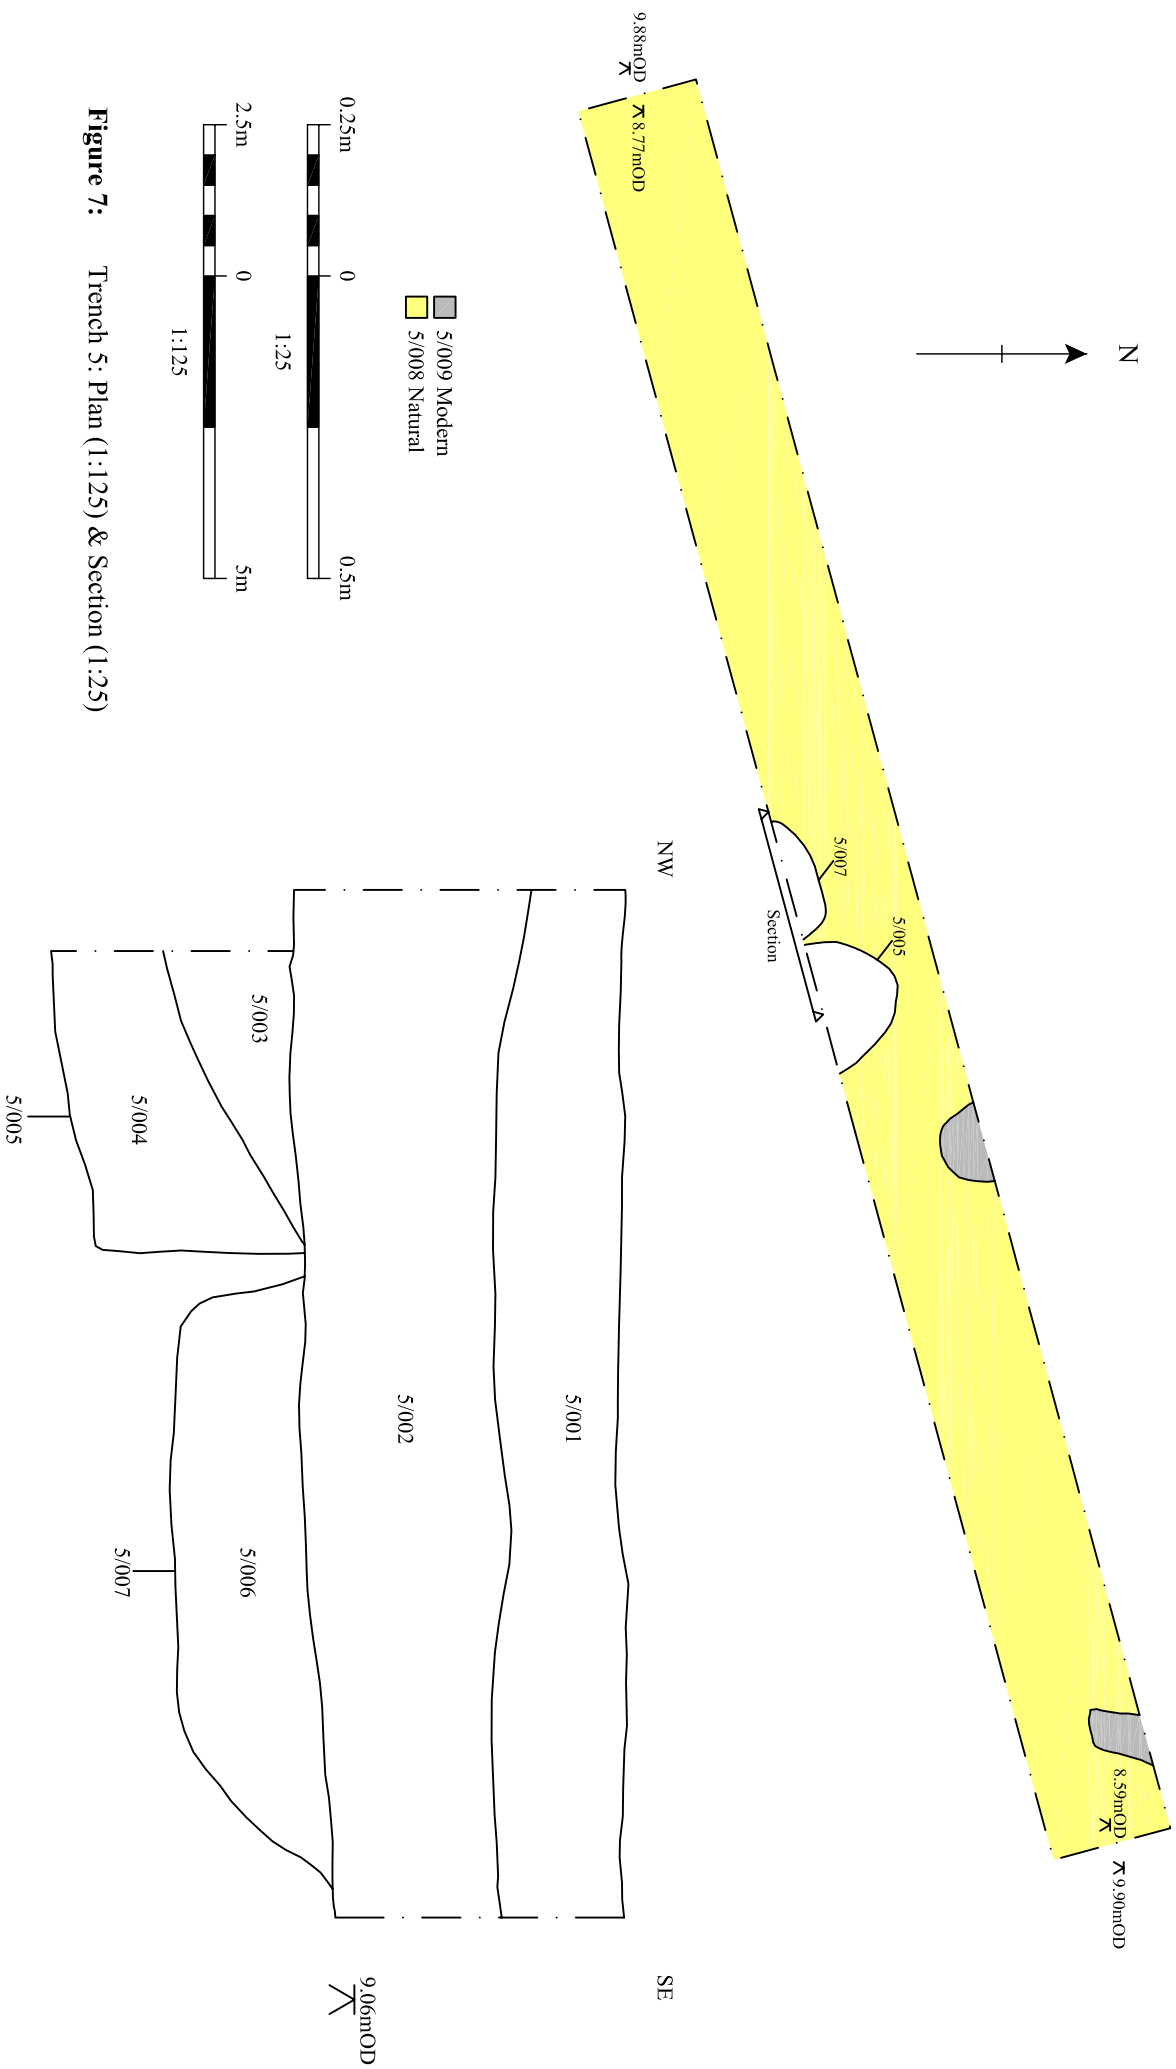 N
9.88mOD
8.77mOD
5/007
5/005
Section
8.59mOD
9.90mOD
5/009 Modern
5/008 Natural
0.25m 0 0.5m
1:25
2.5m 0 5m
1:125
Figure 7: Trench 5: Plan (1:125) & Section (1:25)
NW
SE
5/001
5/002
5/003
5/004
5/005
5/006
5/007
9.06mOD